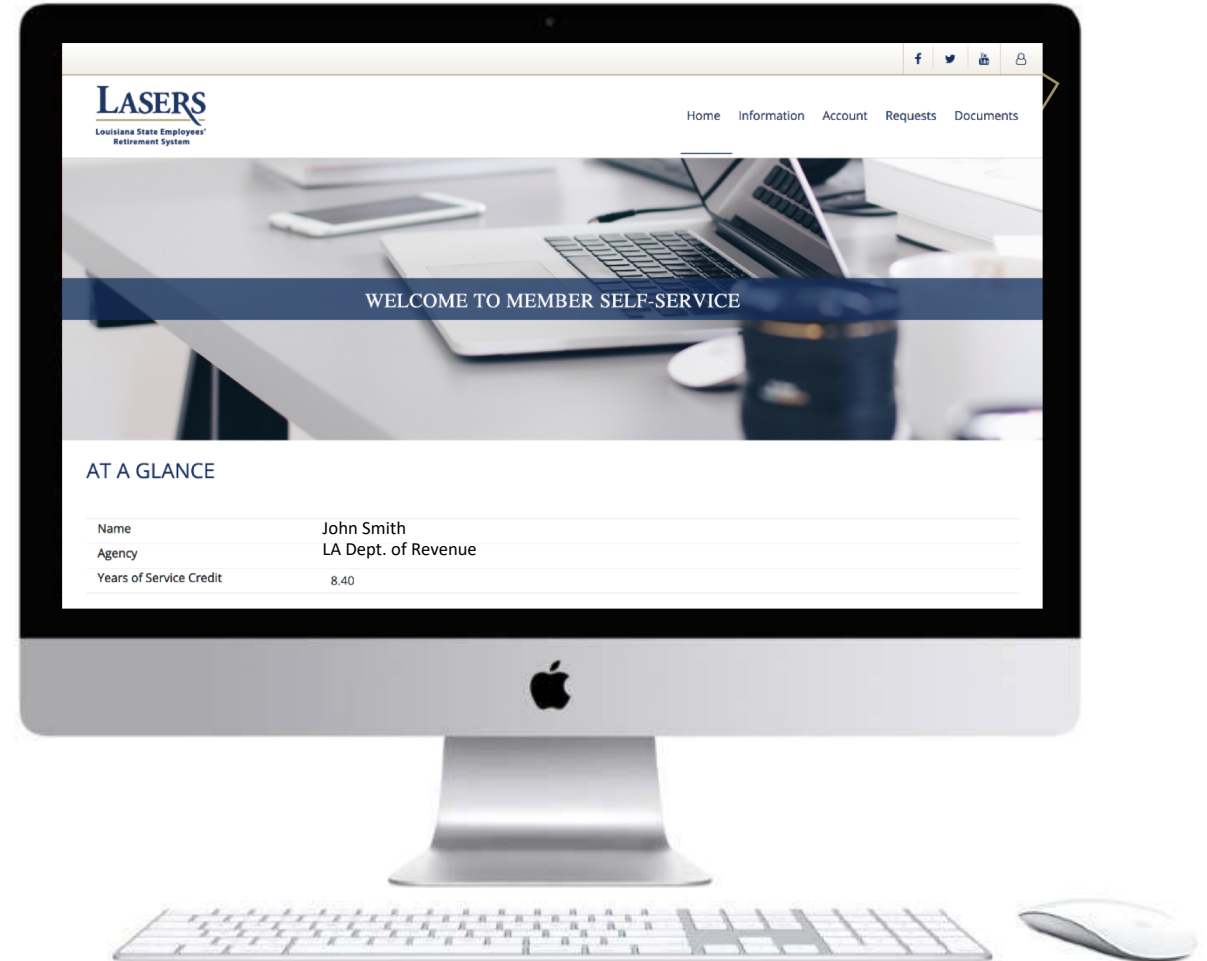 LASERS
Louisiana State Employees'
Retirement System
Home Information Account Requests Documents
WELCOME TO MEMBER SELF-SERVICE
AT A GLANCE
Name John Smith
Agency LA Dept. of Revenue
Years of Service Credit 8.40